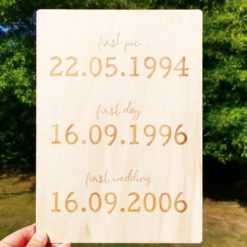 first pic
22.05.1994
first day
16.09.1996
first wedding
16.09.2006